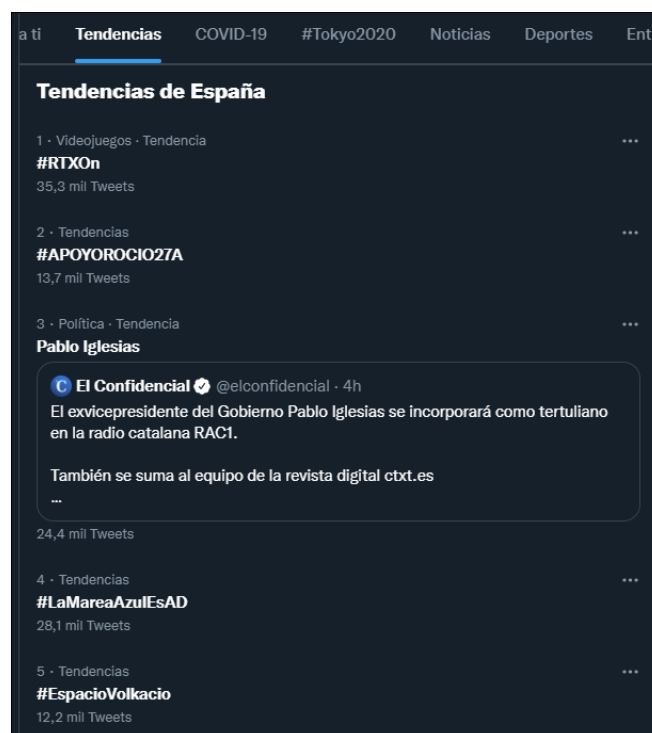 a ti Tendencias COVID-19 #Tokyo2020 Noticias Deportes Ent
Tendencias de España
1 · Videojuegos · Tendencia
#RTXOn
35,3 mil Tweets
2 · Tendencias
#APOYOROCIO27A
13,7 mil Tweets
3 · Política · Tendencia
Pablo Iglesias
C El Confidencial @elconfidencial · 4h
El exvicepresidente del Gobierno Pablo Iglesias se incorporará como tertuliano
en la radio catalana RAC1.
También se suma al equipo de la revista digital ctxt.es
...
24,4 mil Tweets
4 · Tendencias
#LaMareaAzulEsAD
28,1 mil Tweets
5 · Tendencias
#EspacioVolkacio
12,2 mil Tweets